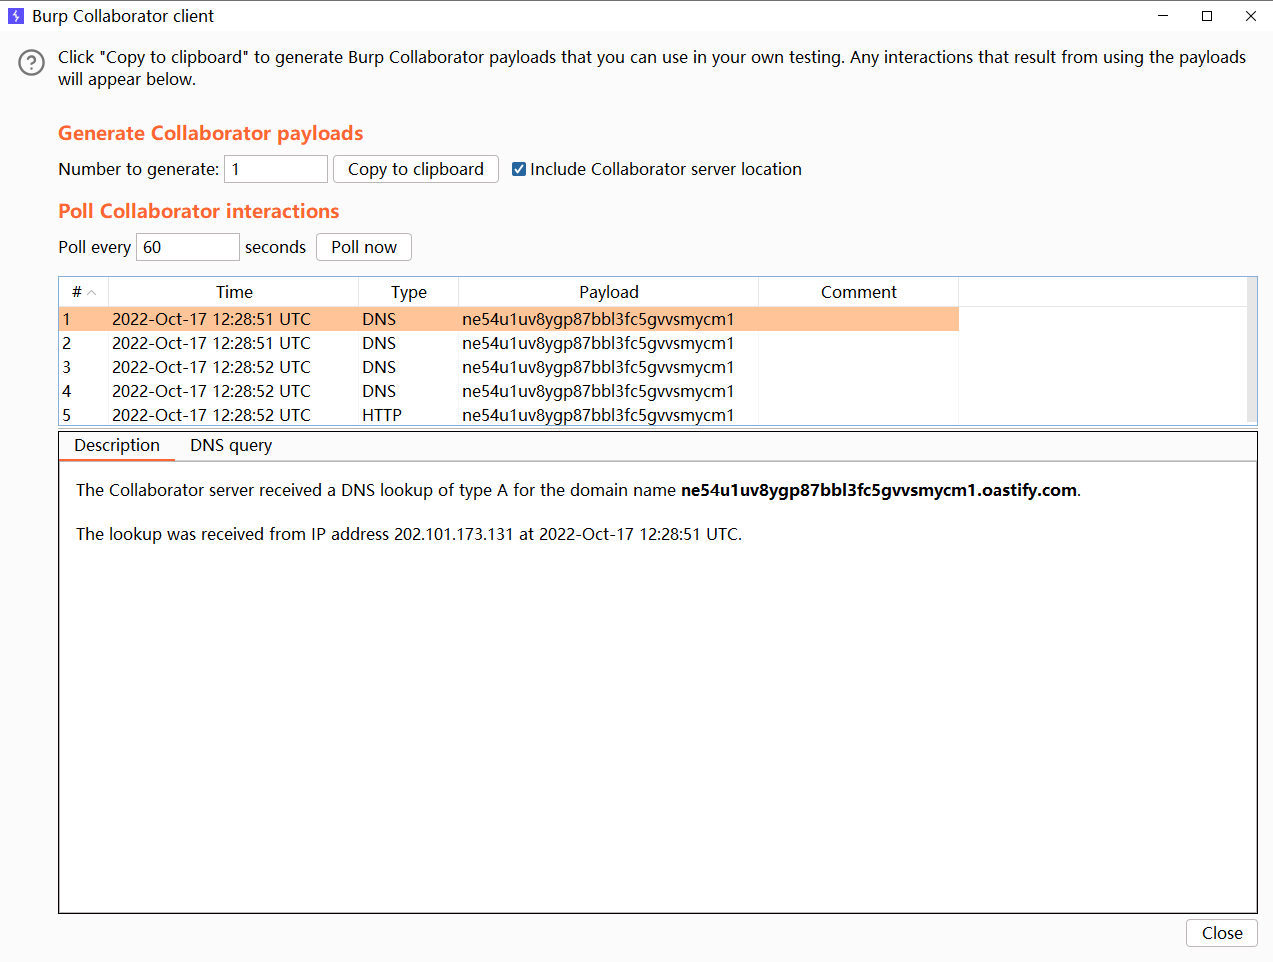 Burp Collaborator client
Click "Copy to clipboard" to generate Burp Collaborator payloads that you can use in your own testing. Any interactions that result from using the payloads
will appear below.
Generate Collaborator payloads
Number to generate: 1 Copy to clipboard Include Collaborator server location
Poll Collaborator interactions
Poll every 60 seconds Poll now
# Time Type Payload Comment
1 2022-Oct-17 12:28:51 UTC DNS ne54u1uv8ygp87bbl3fc5gvvsmycm1
2 2022-Oct-17 12:28:51 UTC DNS ne54u1uv8ygp87bbl3fc5gvvsmycm1
3 2022-Oct-17 12:28:52 UTC DNS ne54u1uv8ygp87bbl3fc5gvvsmycm1
4 2022-Oct-17 12:28:52 UTC DNS ne54u1uv8ygp87bbl3fc5gvvsmycm1
5 2022-Oct-17 12:28:52 UTC HTTP ne54u1uv8ygp87bbl3fc5gvvsmycm1
Description DNS query
The Collaborator server received a DNS lookup of type A for the domain name ne54u1uv8ygp87bbl3fc5gvvsmycm1.oastify.com.
The lookup was received from IP address 202.101.173.131 at 2022-Oct-17 12:28:51 UTC.
Close